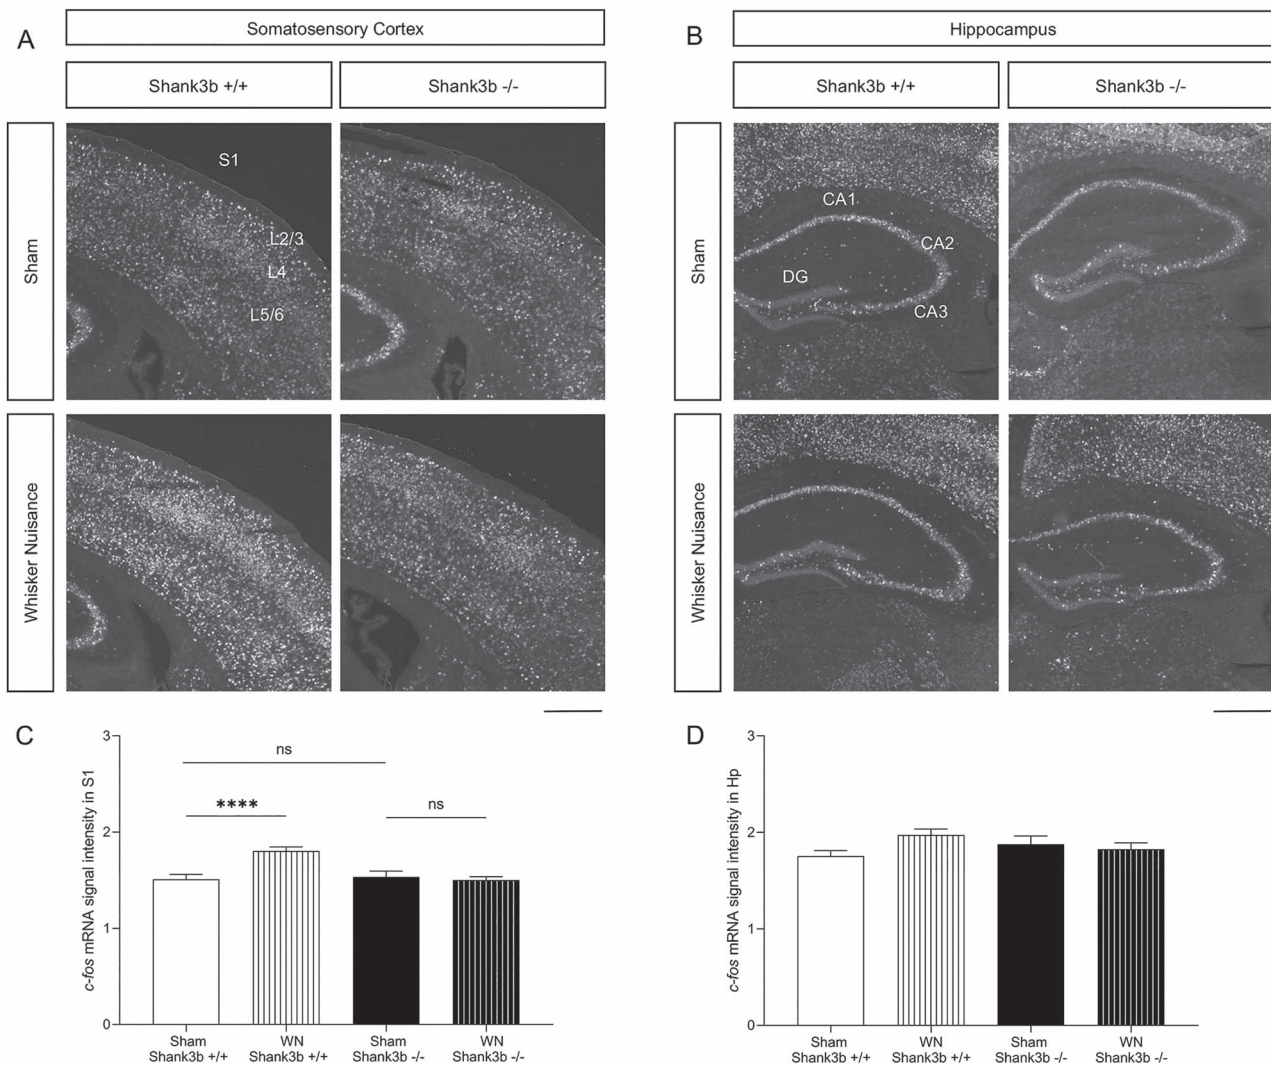 A
Somatosensory Cortex
Shank3b +/+
Shank3b -/-
Sham
S1
L2/3
L4
L5/6
Whisker Nuisance
B
Hippocampus
Shank3b +/+
Shank3b -/-
Sham
CA1
CA2
DG
CA3
Whisker Nuisance
C
c-fos mRNA signal intensity in S1
3
2
1
0
ns
****
ns
Sham
Shank3b +/+
WN
Shank3b +/+
Sham
Shank3b -/-
WN
Shank3b -/-
D
c-fos mRNA signal intensity in Hp
3
2
1
0
Sham
Shank3b +/+
WN
Shank3b +/+
Sham
Shank3b -/-
WN
Shank3b -/-